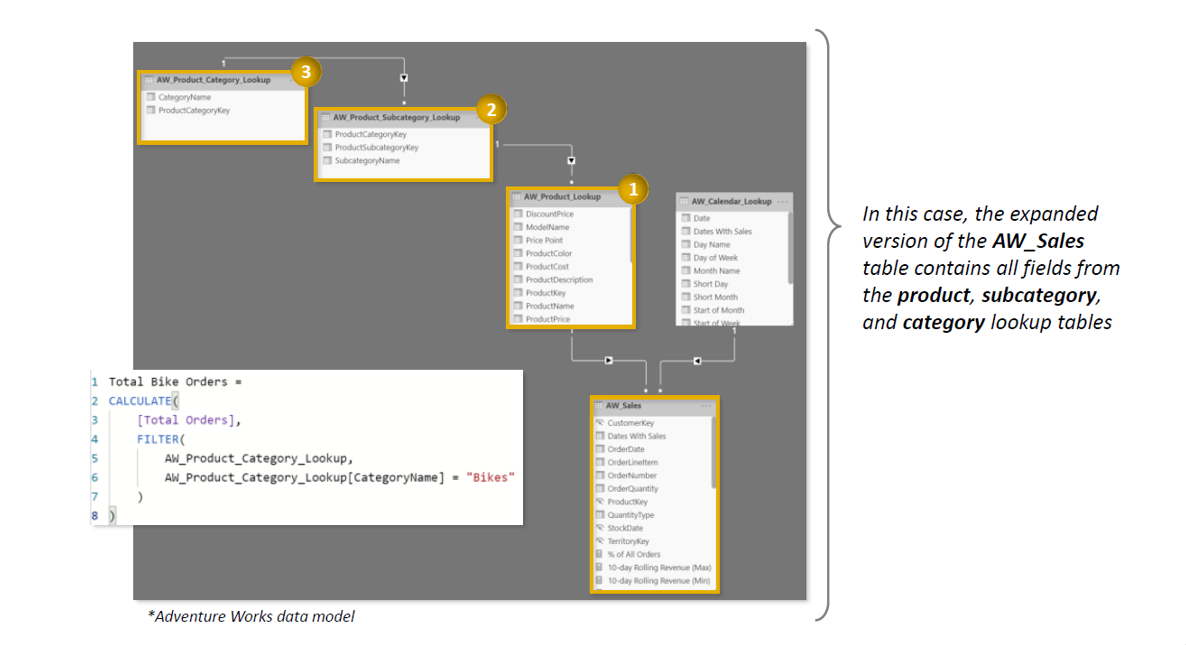 1
3
AW_Product_Category_Lookup
CategoryName
ProductCategoryKey
2
AW_Product_Subcategory_Lookup
ProductCategoryKey
ProductSubcategoryKey
SubcategoryName
1
1
AW_Product_Lookup
DiscountPrice
ModelName
Price Point
ProductColor
ProductCost
ProductDescription
ProductKey
ProductName
ProductPrice
AW_Calendar_Lookup ...
Date
Dates With Sales
Day Name
Day of Week
Month Name
Short Day
Short Month
Start of Month
Start of Week
1
In this case, the expanded
version of the AW_Sales
table contains all fields from
the product, subcategory,
and category lookup tables
1 Total Bike Orders =
2 CALCULATE(
3 [Total Orders],
4 FILTER(
5 AW_Product_Category_Lookup,
6 AW_Product_Category_Lookup[CategoryName] = "Bikes"
7 )
8 )
AW_Sales ...
CustomerKey
Dates With Sales
OrderDate
OrderLineItem
OrderNumber
OrderQuantity
ProductKey
QuantityType
StockDate
TerritoryKey
% of All Orders
10-day Rolling Revenue (Max)
10-day Rolling Revenue (Min)
*Adventure Works data model